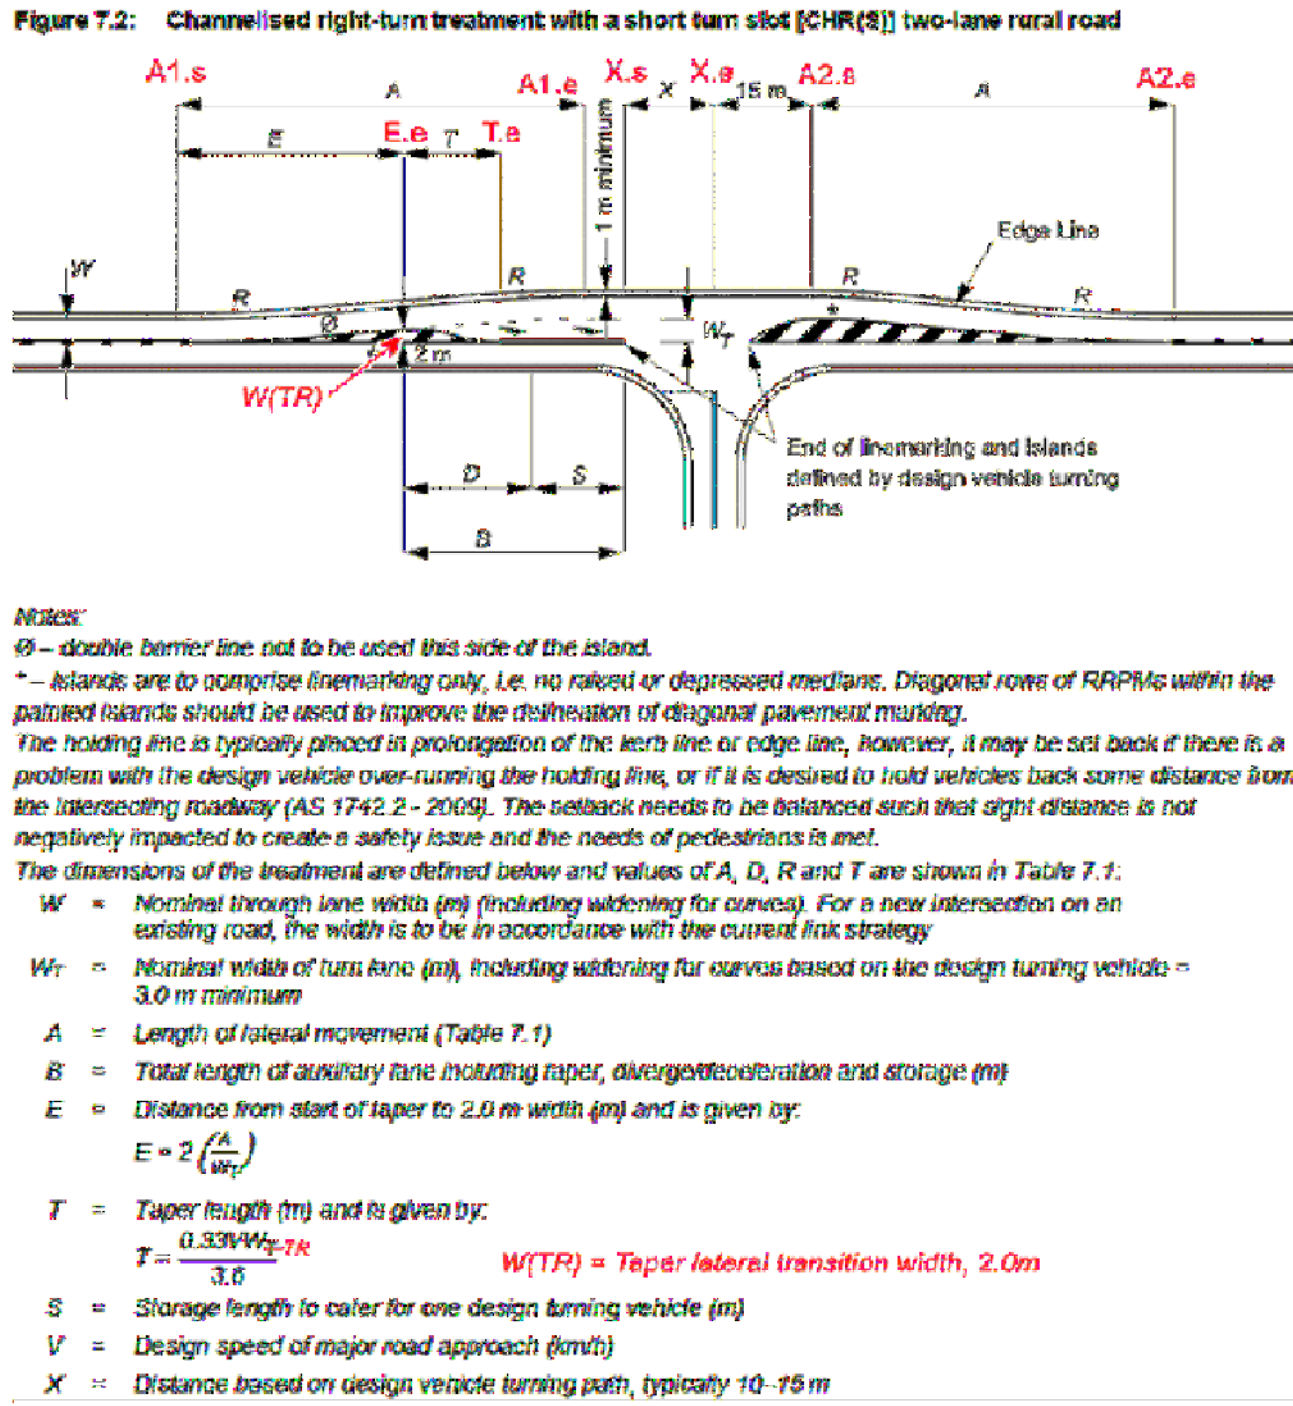 Figure 7.2: Channelised right-turn treatment with a short turn slot [CHR(S)] two-lane rural road
A1.s A A1.e X.s X X.e 15 m A2.s A A2.e
E E.e T T.e
1 m minimum
Edge Line
W
R R R R
Ø * WT
2 m
W(TR)
End of linemarking and islands
defined by design vehicle turning
paths
D S
B
Notes:
Ø – double barrier line not to be used this side of the island.
* – Islands are to comprise linemarking only, i.e. no raised or depressed medians. Diagonal rows of RRPMs within the
painted islands should be used to improve the delineation of diagonal pavement marking.
The holding line is typically placed in prolongation of the kerb line or edge line, however, it may be set back if there is a
problem with the design vehicle over-running the holding line, or if it is desired to hold vehicles back some distance from
the intersecting roadway (AS 1742.2 - 2009). The setback needs to be balanced such that sight distance is not
negatively impacted to create a safety issue and the needs of pedestrians is met.
The dimensions of the treatment are defined below and values of A, D, R and T are shown in Table 7.1:
W = Nominal through lane width (m) (including widening for curves). For a new intersection on an
existing road, the width is to be in accordance with the current link strategy
WT = Nominal width of turn lane (m), including widening for curves based on the design turning vehicle =
3.0 m minimum
A = Length of lateral movement (Table 7.1)
B = Total length of auxiliary lane including taper, diverge/deceleration and storage (m)
E = Distance from start of taper to 2.0 m width (m) and is given by:
E = 2 (A/WT)
T = Taper length (m) and is given by:
T = 0.33VWT TR / 3.6
W(TR) = Taper lateral transition width, 2.0m
S = Storage length to cater for one design turning vehicle (m)
V = Design speed of major road approach (km/h)
X = Distance based on design vehicle turning path, typically 10–15 m